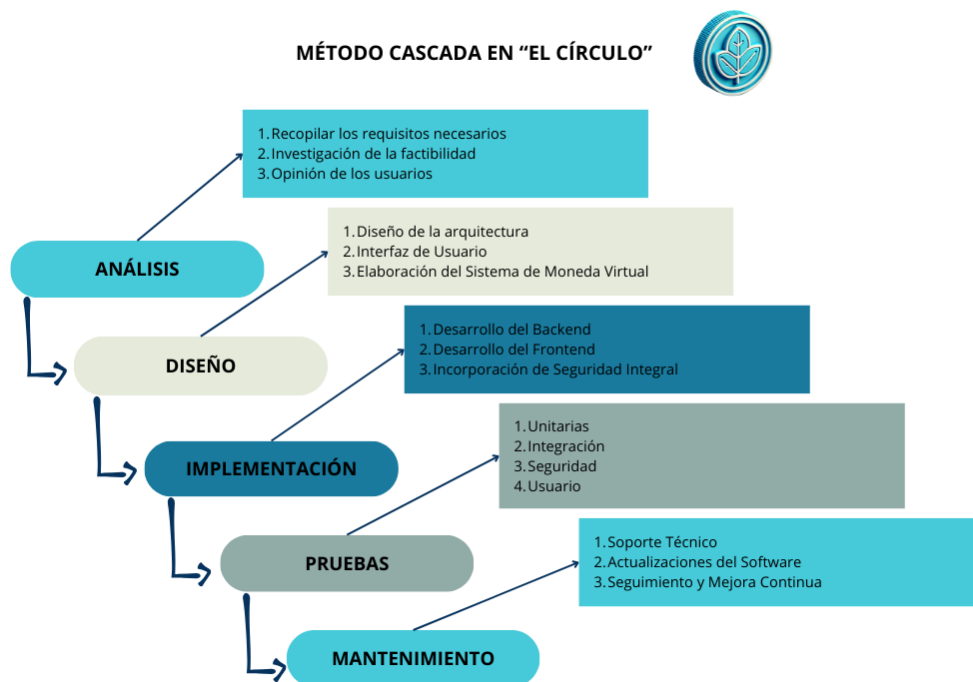 MÉTODO CASCADA EN “EL CÍRCULO”
1. Recopilar los requisitos necesarios
2. Investigación de la factibilidad
3. Opinión de los usuarios
ANÁLISIS
1. Diseño de la arquitectura
2. Interfaz de Usuario
3. Elaboración del Sistema de Moneda Virtual
DISEÑO
1. Desarrollo del Backend
2. Desarrollo del Frontend
3. Incorporación de Seguridad Integral
IMPLEMENTACIÓN
1. Unitarias
2. Integración
3. Seguridad
4. Usuario
PRUEBAS
1. Soporte Técnico
2. Actualizaciones del Software
3. Seguimiento y Mejora Continua
MANTENIMIENTO